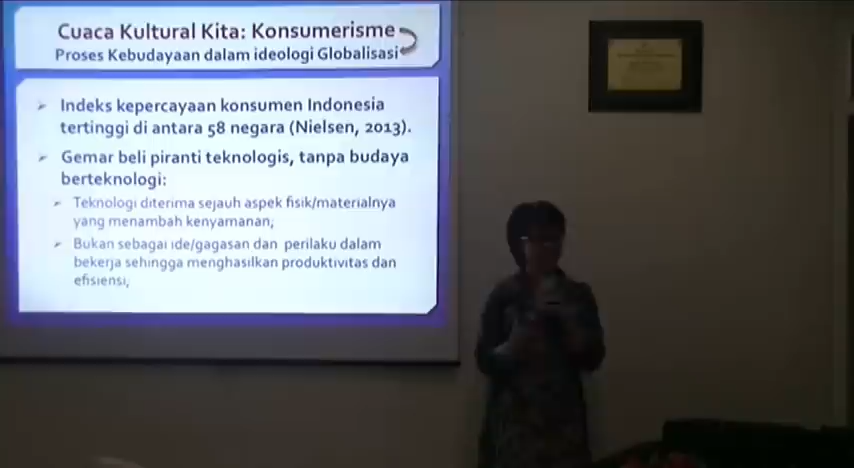 Cuaca Kultural Kita: Konsumerisme
Proses Kebudayaan dalam ideologi Globalisasi
Indeks kepercayaan konsumen Indonesia
tertinggi di antara 58 negara (Nielsen, 2013).
Gemar beli piranti teknologis, tanpa budaya
berteknologi:
Teknologi diterima sejauh aspek fisik/materialnya
yang menambah kenyamanan;
Bukan sebagai ide/gagasan dan perilaku dalam
bekerja sehingga menghasilkan produktivitas dan
efisiensi,